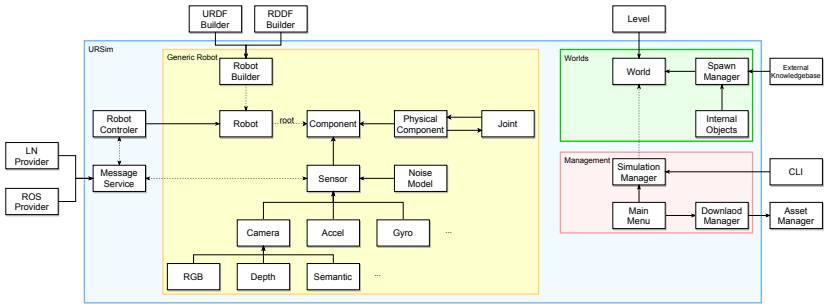 URDF
Builder
RDDF
Builder
Level
URSim
Generic Robot
Worlds
Robot
Builder
World
Spawn
Manager
External
Knowledgebase
Robot
Controler
Robot
root
Component
Physical
Component
Joint
Internal
Objects
LN
Provider
ROS
Provider
Message
Service
Sensor
Noise
Model
Management
Simulation
Manager
CLI
Camera
Accel
Gyro
...
Main
Menu
Downlaod
Manager
Asset
Manager
RGB
Depth
Semantic
...